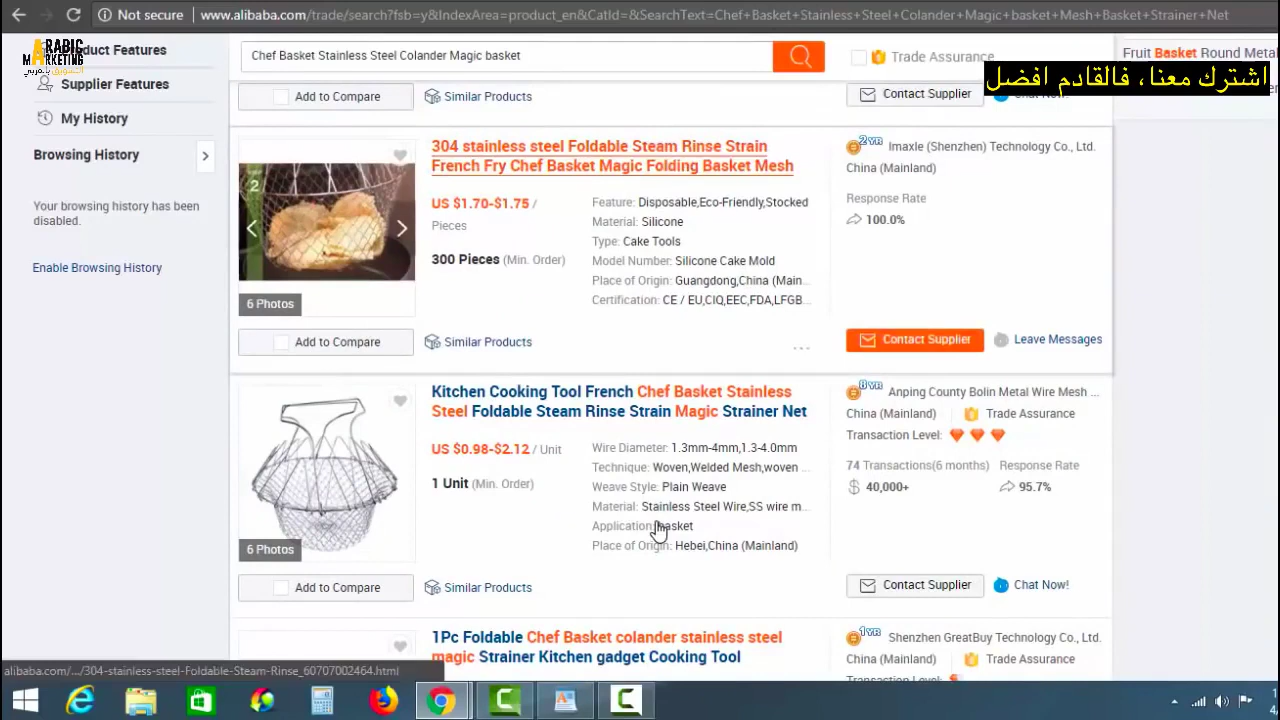 Not secure | www.alibaba.com/trade/search?fsb=y&IndexArea=product_en&CatId=&SearchText=Chef+Basket+Stainless+Steel+Colander+Magic+basket+Mesh+Basket+Strainer+Net
ARABIC
MARKETING
التسويق بالعربي
Product Features
Supplier Features
My History
Browsing History
Your browsing history has been
disabled.
Enable Browsing History
Chef Basket Stainless Steel Colander Magic basket
Trade Assurance
Fruit Basket Round Metal
اشترك معنا، فالقادم افضل
Add to Compare
Similar Products
Contact Supplier
Chat Now!
304 stainless steel Foldable Steam Rinse Strain
French Fry Chef Basket Magic Folding Basket Mesh
2
6 Photos
US $1.70-$1.75 /
Pieces
300 Pieces (Min. Order)
Feature: Disposable,Eco-Friendly,Stocked
Material: Silicone
Type: Cake Tools
Model Number: Silicone Cake Mold
Place of Origin: Guangdong,China (Main...
Certification: CE / EU,CIQ,EEC,FDA,LFGB...
2YR Imaxle (Shenzhen) Technology Co., Ltd.
China (Mainland)
Response Rate
100.0%
Add to Compare
Similar Products
...
Contact Supplier
Leave Messages
Kitchen Cooking Tool French Chef Basket Stainless
Steel Foldable Steam Rinse Strain Magic Strainer Net
6 Photos
US $0.98-$2.12 / Unit
1 Unit (Min. Order)
Wire Diameter: 1.3mm-4mm,1.3-4.0mm
Technique: Woven,Welded Mesh,woven ...
Weave Style: Plain Weave
Material: Stainless Steel Wire,SS wire m...
Application: basket
Place of Origin: Hebei,China (Mainland)
8YR Anping County Bolin Metal Wire Mesh ...
China (Mainland) Trade Assurance
Transaction Level:
74 Transactions(6 months) Response Rate
$ 40,000+ 95.7%
Add to Compare
Similar Products
Contact Supplier
Chat Now!
1Pc Foldable Chef Basket colander stainless steel
magic Strainer Kitchen gadget Cooking Tool
1YR Shenzhen GreatBuy Technology Co., Ltd.
China (Mainland) Trade Assurance
alibaba.com/.../304-stainless-steel-Foldable-Steam-Rinse_60707002464.html